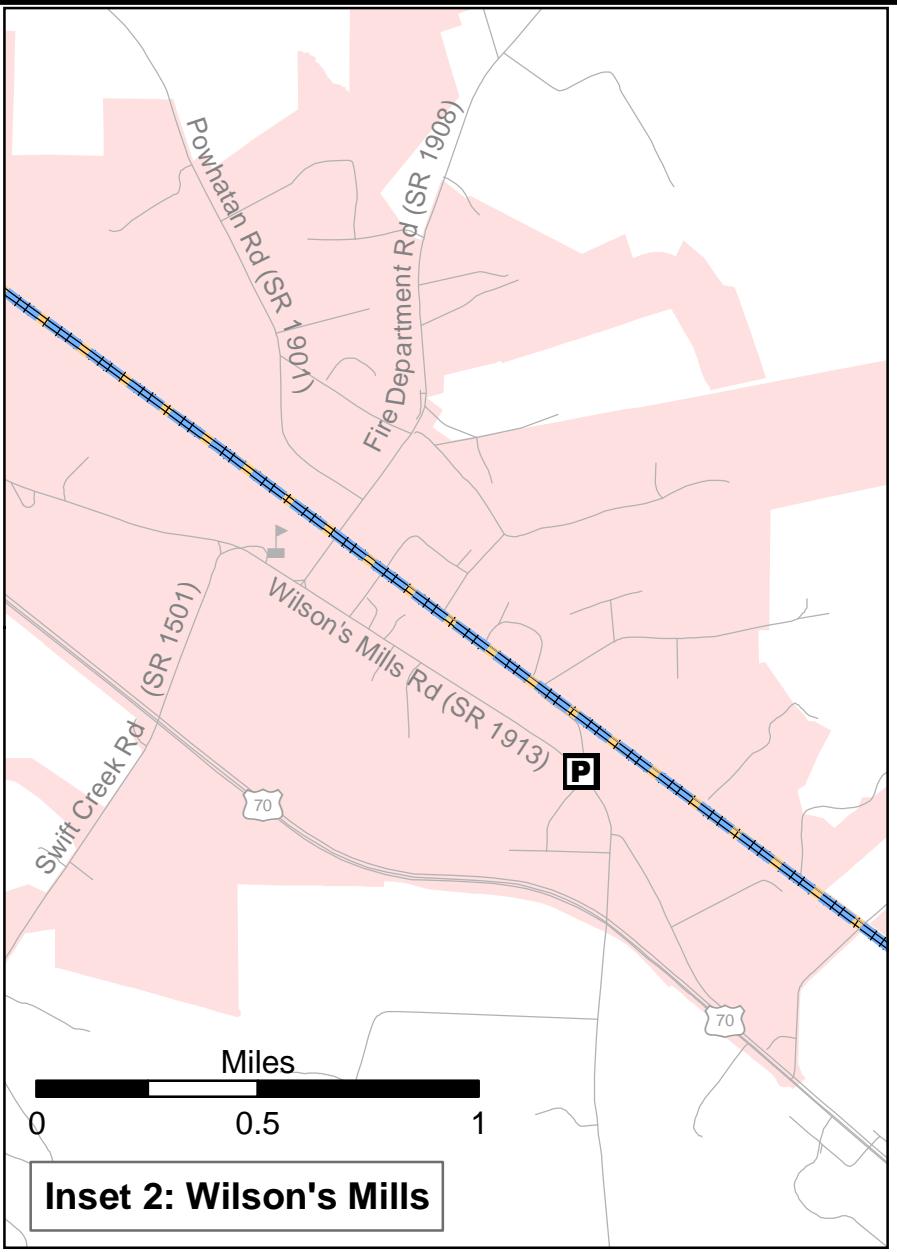 Powhatan Rd (SR 1901)
Fire Department Rd (SR 1908)
Wilson's Mills Rd (SR 1913)
Swift Creek Rd (SR 1501)
P
70
70
Miles
0 0.5 1
Inset 2: Wilson's Mills